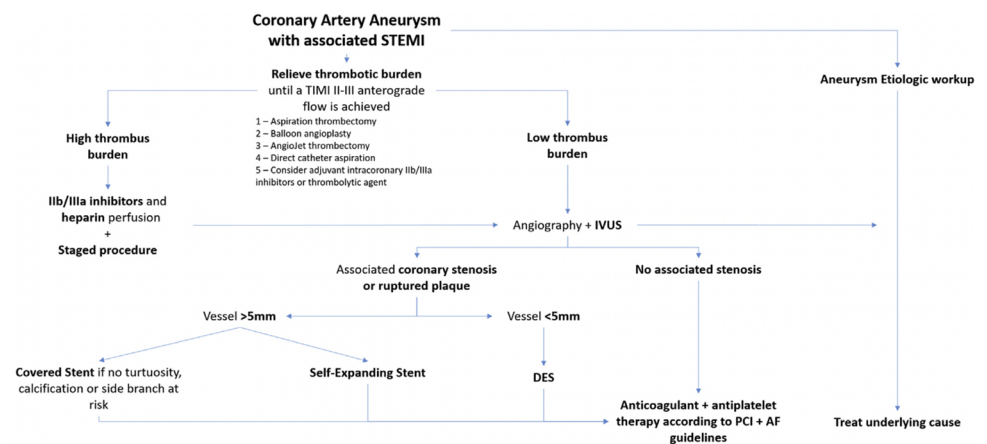 Coronary Artery Aneurysm
with associated STEMI
Relieve thrombotic burden
until a TIMI II-III anterograde
flow is achieved
1 – Aspiration thrombectomy
2 – Balloon angioplasty
3 – AngioJet thrombectomy
4 – Direct catheter aspiration
5 – Consider adjuvant intracoronary IIb/IIIa
inhibitors or thrombolytic agent
Aneurysm Etiologic workup
High thrombus
burden
Low thrombus
burden
IIb/IIIa inhibitors and
heparin perfusion
+
Staged procedure
Angiography + IVUS
Associated coronary stenosis
or ruptured plaque
No associated stenosis
Vessel >5mm
Vessel <5mm
Covered Stent if no turtuosity,
calcification or side branch at
risk
Self-Expanding Stent
DES
Anticoagulant + antiplatelet
therapy according to PCI + AF
guidelines
Treat underlying cause